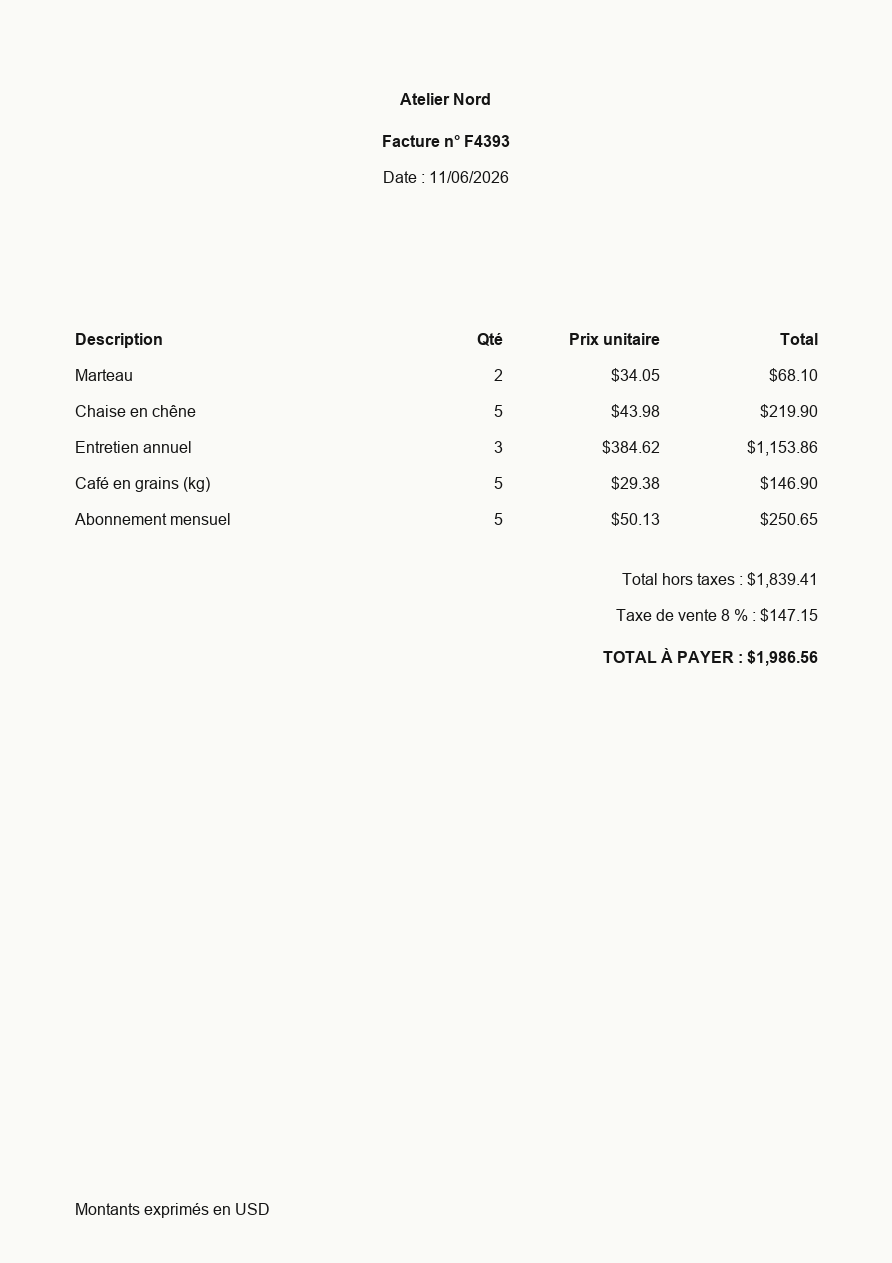 Atelier Nord
Facture n° F4393
Date : 11/06/2026
Description Qté Prix unitaire Total
Marteau 2 $34.05 $68.10
Chaise en chêne 5 $43.98 $219.90
Entretien annuel 3 $384.62 $1,153.86
Café en grains (kg) 5 $29.38 $146.90
Abonnement mensuel 5 $50.13 $250.65
Total hors taxes : $1,839.41
Taxe de vente 8 % : $147.15
TOTAL À PAYER : $1,986.56
Montants exprimés en USD